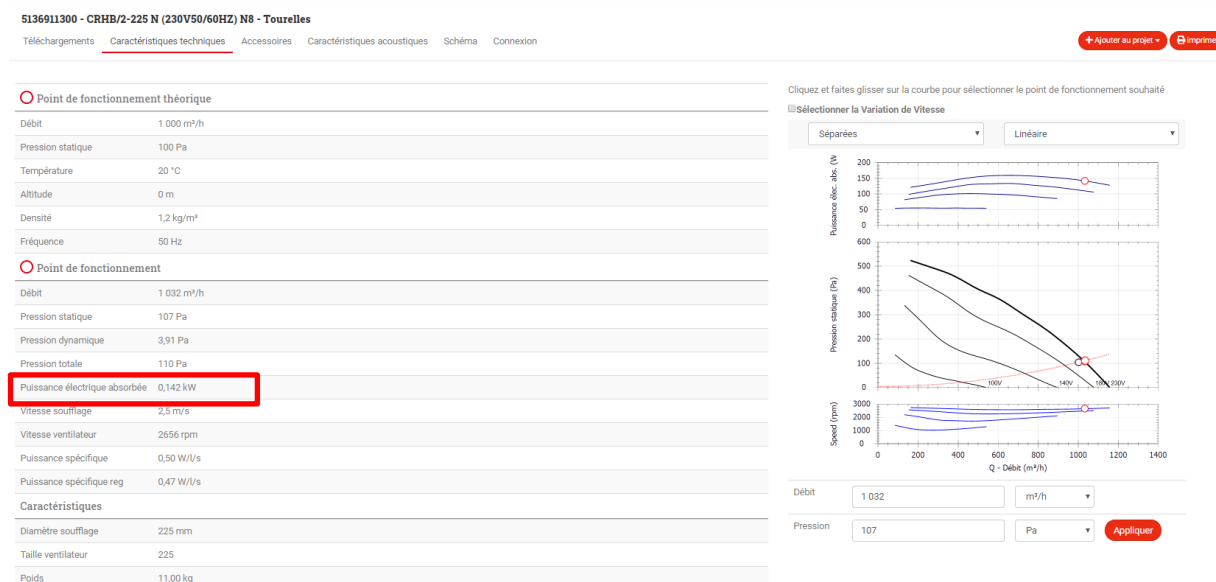 5136911300 - CRHB/2-225 N (230V50/60HZ) N8 - Tourelles
Téléchargements Caractéristiques techniques Accessoires Caractéristiques acoustiques Schéma Connexion
Ajouter au projet
imprime
Point de fonctionnement théorique
Débit 1 000 m³/h
Pression statique 100 Pa
Température 20 °C
Altitude 0 m
Densité 1,2 kg/m³
Fréquence 50 Hz
Point de fonctionnement
Débit 1 032 m³/h
Pression statique 107 Pa
Pression dynamique 3,91 Pa
Pression totale 110 Pa
Puissance électrique absorbée 0,142 kW
Vitesse soufflage 2,5 m/s
Vitesse ventilateur 2656 rpm
Puissance spécifique 0,50 W/l/s
Puissance spécifique reg 0,47 W/l/s
Caractéristiques
Diamètre soufflage 225 mm
Taille ventilateur 225
Poids 11,00 kg
Cliquez et faites glisser sur la courbe pour sélectionner le point de fonctionnement souhaité
Sélectionner la Variation de Vitesse
Séparées
Linéaire
Puissance élec. abs. (W
200
150
100
50
0
Pression statique (Pa)
600
500
400
300
200
100
0
100V 140V 180V 230V
Speed (rpm)
3000
2000
1000
0
0 200 400 600 800 1000 1200 1400
Q - Débit (m³/h)
Débit 1 032 m³/h
Pression 107 Pa Appliquer